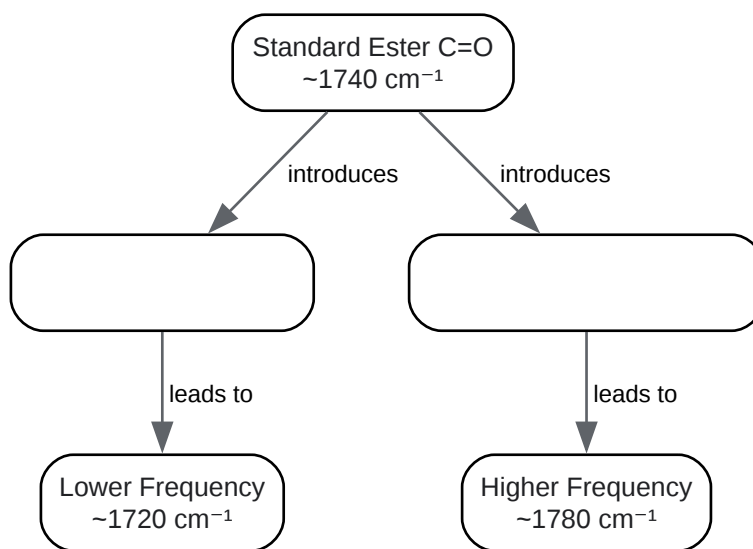 Standard Ester C=O
~1740 cm⁻¹
introduces
introduces
leads to
leads to
Lower Frequency
~1720 cm⁻¹
Higher Frequency
~1780 cm⁻¹